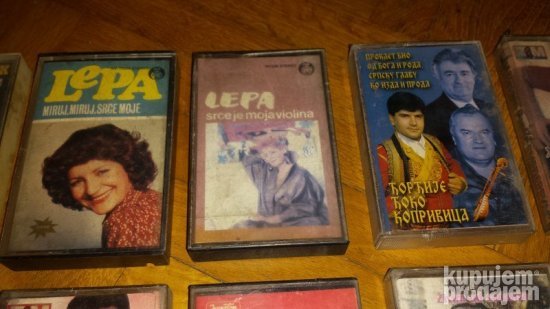 LEPA
MIRUJ, MIRUJ, SRCE MOJE
LEPA
srce je moja violina
ПРОКЛЕТ БИО
ОД БОГА И РОДА
СРПСКУ ГЛАВУ
КО ИЗДА И ПРОДА
ЂОРЂИЈЕ
ЂОКО
КОПРИВИЦА
kupujem
prodajem